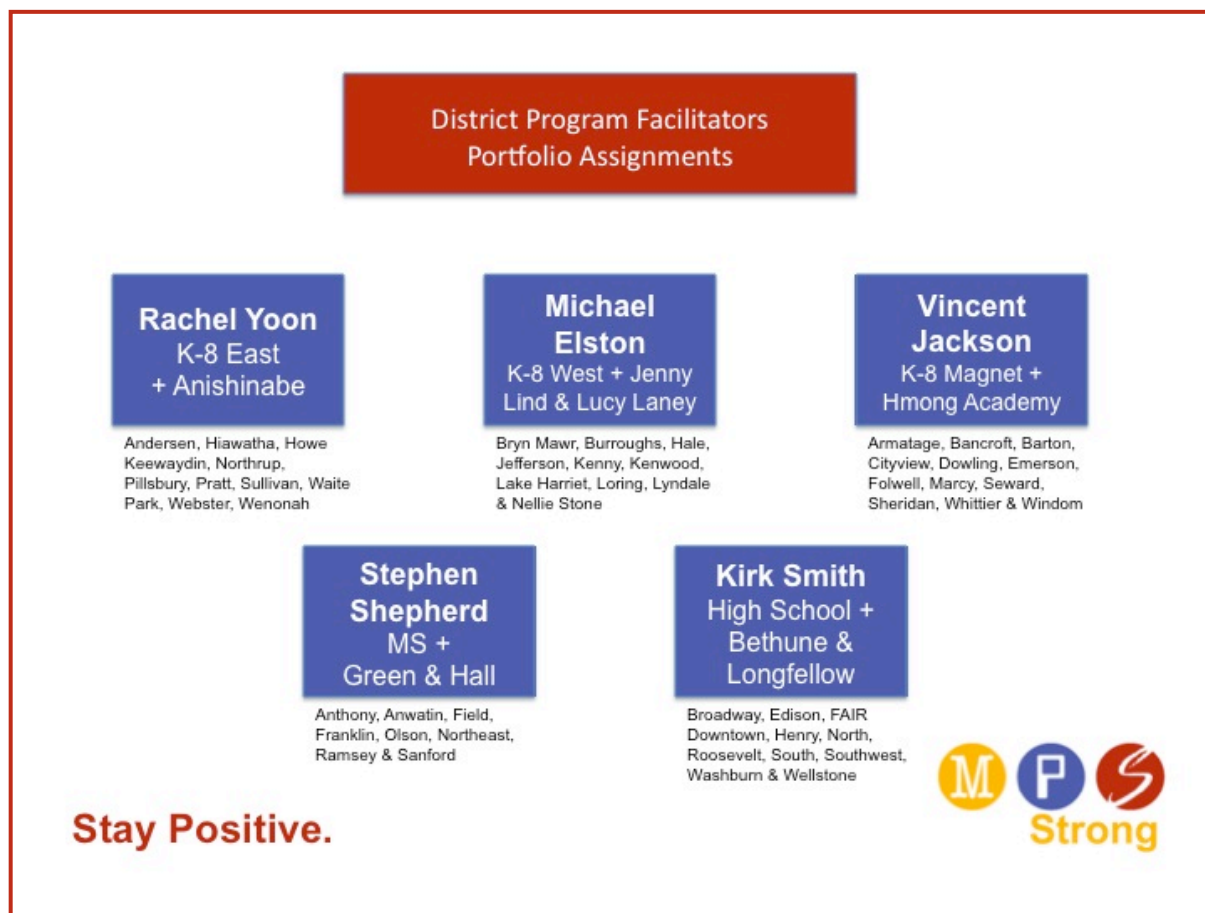 District Program Facilitators
Portfolio Assignments
Rachel Yoon
K-8 East
+ Anishinabe
Andersen, Hiawatha, Howe
Keewaydin, Northrup,
Pillsbury, Pratt, Sullivan, Waite
Park, Webster, Wenonah
Michael
Elston
K-8 West + Jenny
Lind & Lucy Laney
Bryn Mawr, Burroughs, Hale,
Jefferson, Kenny, Kenwood,
Lake Harriet, Loring, Lyndale
& Nellie Stone
Vincent
Jackson
K-8 Magnet +
Hmong Academy
Armatage, Bancroft, Barton,
Cityview, Dowling, Emerson,
Folwell, Marcy, Seward,
Sheridan, Whittier & Windom
Stephen
Shepherd
MS +
Green & Hall
Anthony, Anwatin, Field,
Franklin, Olson, Northeast,
Ramsey & Sanford
Kirk Smith
High School +
Bethune &
Longfellow
Broadway, Edison, FAIR
Downtown, Henry, North,
Roosevelt, South, Southwest,
Washburn & Wellstone
Stay Positive.
M P S
Strong